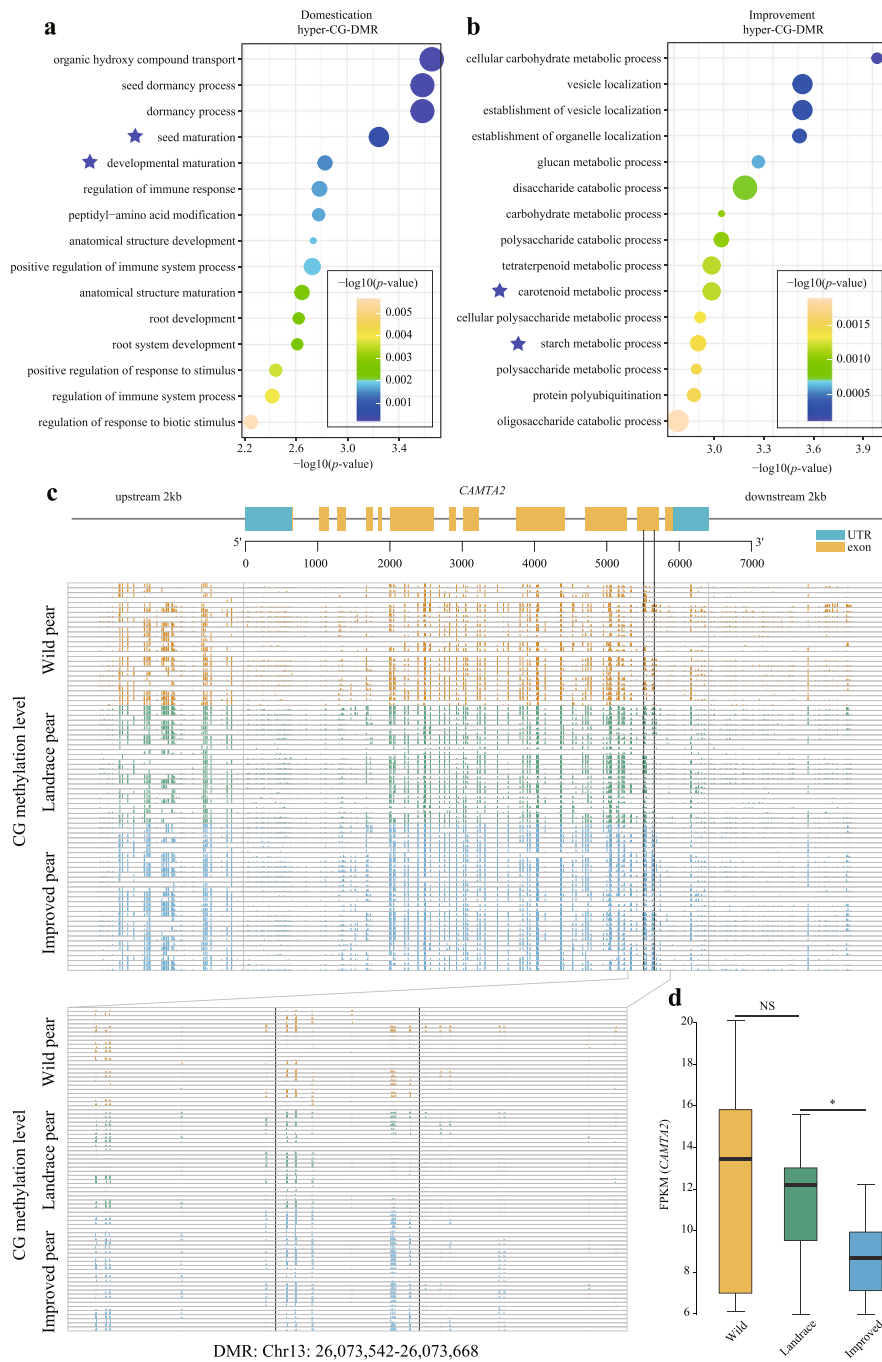 a
Domestication
hyper-CG-DMR
organic hydroxy compound transport
seed dormancy process
dormancy process
seed maturation
developmental maturation
regulation of immune response
peptidyl−amino acid modification
anatomical structure development
positive regulation of immune system process
anatomical structure maturation
root development
root system development
positive regulation of response to stimulus
regulation of immune system process
regulation of response to biotic stimulus
−log10(p-value)
0.005
0.004
0.003
0.002
0.001
2.2 2.6 3.0 3.4
−log10(p-value)
b
Improvement
hyper-CG-DMR
cellular carbohydrate metabolic process
vesicle localization
establishment of vesicle localization
establishment of organelle localization
glucan metabolic process
disaccharide catabolic process
carbohydrate metabolic process
polysaccharide catabolic process
tetraterpenoid metabolic process
carotenoid metabolic process
cellular polysaccharide metabolic process
starch metabolic process
polysaccharide metabolic process
protein polyubiquitination
oligosaccharide catabolic process
−log10(p-value)
0.0015
0.0010
0.0005
3.0 3.3 3.6 3.9
−log10(p-value)
c
upstream 2kb
CAMTA2
downstream 2kb
UTR
exon
5' 3'
0 1000 2000 3000 4000 5000 6000 7000
CG methylation level
Wild pear
Landrace pear
Improved pear
CG methylation level
Wild pear
Landrace pear
Improved pear
DMR: Chr13: 26,073,542-26,073,668
d
NS
*
FPKM (CAMTA2)
20
18
16
14
12
10
8
6
Wild
Landrace
Improved